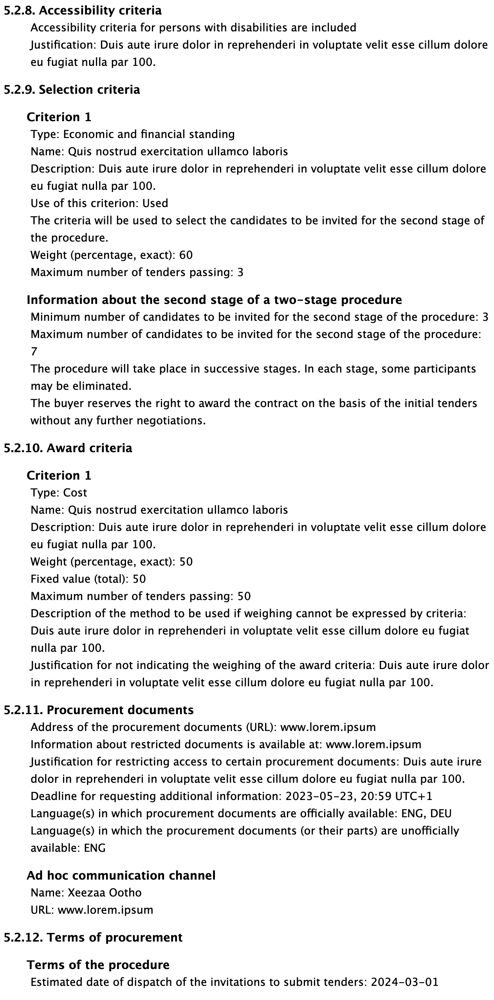 5.2.8. Accessibility criteria
Accessibility criteria for persons with disabilities are included
Justification: Duis aute irure dolor in reprehenderi in voluptate velit esse cillum dolore
eu fugiat nulla par 100.
5.2.9. Selection criteria
Criterion 1
Type: Economic and financial standing
Name: Quis nostrud exercitation ullamco laboris
Description: Duis aute irure dolor in reprehenderi in voluptate velit esse cillum dolore
eu fugiat nulla par 100.
Use of this criterion: Used
The criteria will be used to select the candidates to be invited for the second stage of
the procedure.
Weight (percentage, exact): 60
Maximum number of tenders passing: 3
Information about the second stage of a two-stage procedure
Minimum number of candidates to be invited for the second stage of the procedure: 3
Maximum number of candidates to be invited for the second stage of the procedure:
7
The procedure will take place in successive stages. In each stage, some participants
may be eliminated.
The buyer reserves the right to award the contract on the basis of the initial tenders
without any further negotiations.
5.2.10. Award criteria
Criterion 1
Type: Cost
Name: Quis nostrud exercitation ullamco laboris
Description: Duis aute irure dolor in reprehenderi in voluptate velit esse cillum dolore
eu fugiat nulla par 100.
Weight (percentage, exact): 50
Fixed value (total): 50
Maximum number of tenders passing: 50
Description of the method to be used if weighing cannot be expressed by criteria:
Duis aute irure dolor in reprehenderi in voluptate velit esse cillum dolore eu fugiat
nulla par 100.
Justification for not indicating the weighing of the award criteria: Duis aute irure dolor
in reprehenderi in voluptate velit esse cillum dolore eu fugiat nulla par 100.
5.2.11. Procurement documents
Address of the procurement documents (URL): www.lorem.ipsum
Information about restricted documents is available at: www.lorem.ipsum
Justification for restricting access to certain procurement documents: Duis aute irure
dolor in reprehenderi in voluptate velit esse cillum dolore eu fugiat nulla par 100.
Deadline for requesting additional information: 2023-05-23, 20:59 UTC+1
Language(s) in which procurement documents are officially available: ENG, DEU
Language(s) in which the procurement documents (or their parts) are unofficially
available: ENG
Ad hoc communication channel
Name: Xeezaa Ootho
URL: www.lorem.ipsum
5.2.12. Terms of procurement
Terms of the procedure
Estimated date of dispatch of the invitations to submit tenders: 2024-03-01